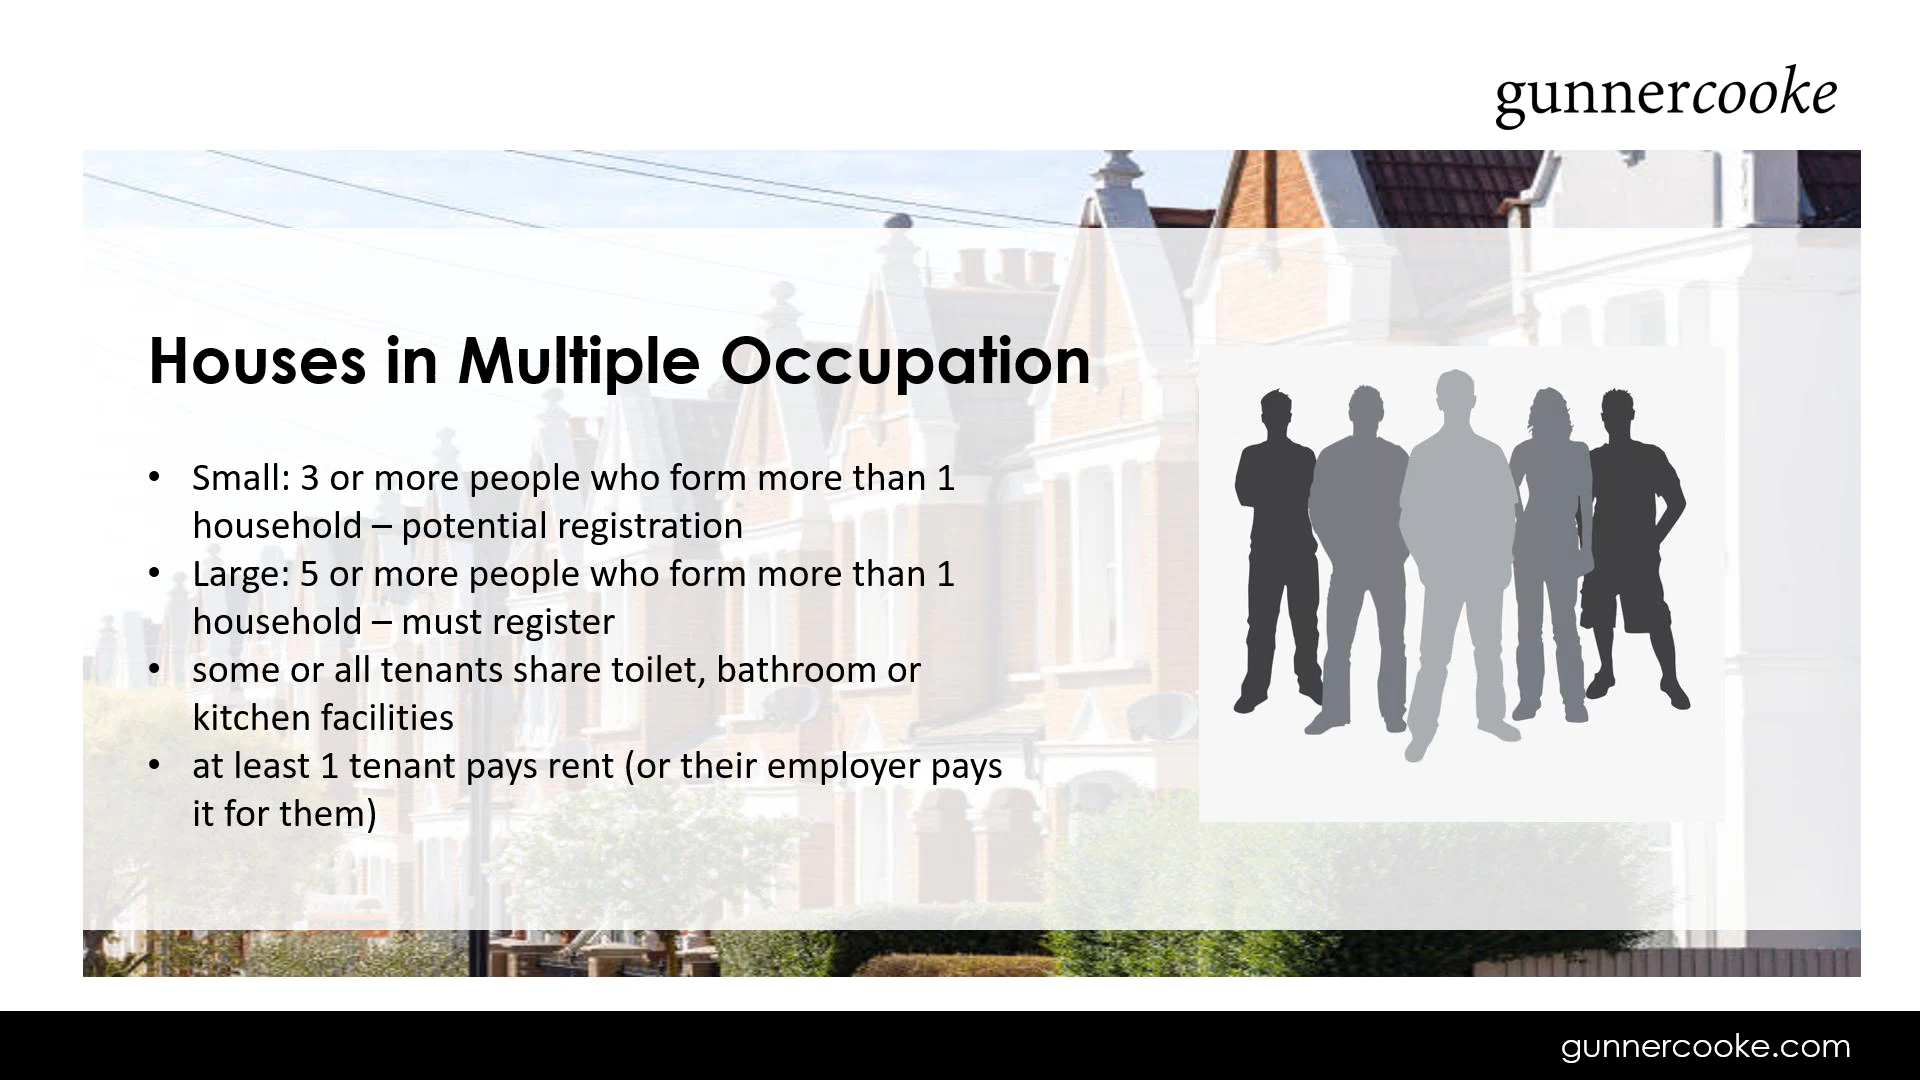 gunnercooke
Houses in Multiple Occupation
• Small: 3 or more people who form more than 1
household – potential registration
• Large: 5 or more people who form more than 1
household – must register
• some or all tenants share toilet, bathroom or
kitchen facilities
• at least 1 tenant pays rent (or their employer pays
it for them)
gunnercooke.com